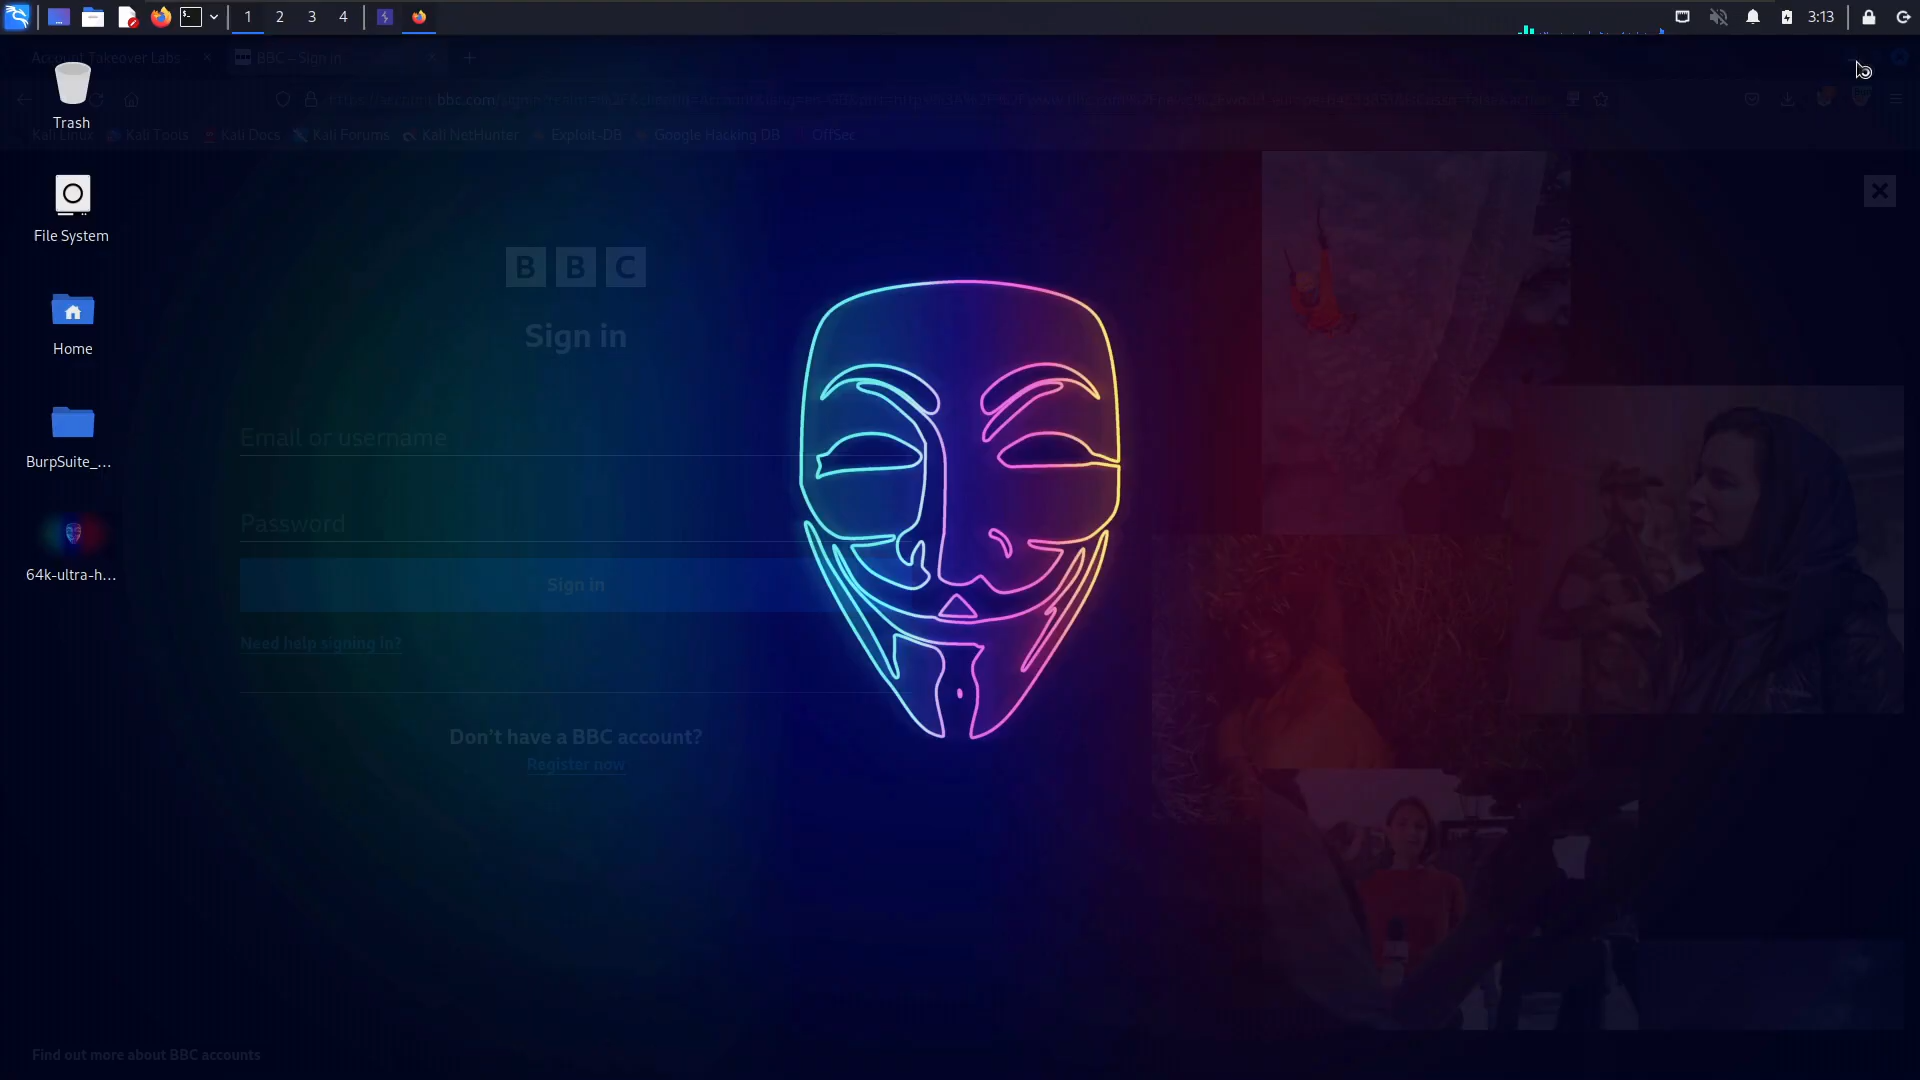 1 2 3 4
3:13
Account Takeover Labs
BBC – Sign in
bbc.com
Kali Linux Kali Tools Kali Docs Kali Forums Kali NetHunter Exploit-DB Google Hacking DB OffSec
Trash
File System
Home
BurpSuite_...
64k-ultra-h...
B B C
Sign in
Email or username
Password
Sign in
Need help signing in?
Don't have a BBC account?
Register now
Find out more about BBC accounts